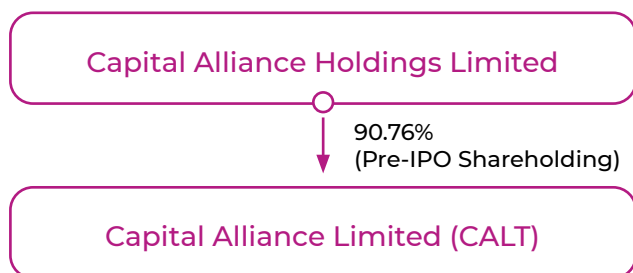 Capital Alliance Holdings Limited
90.76%
(Pre-IPO Shareholding)
Capital Alliance Limited (CALT)